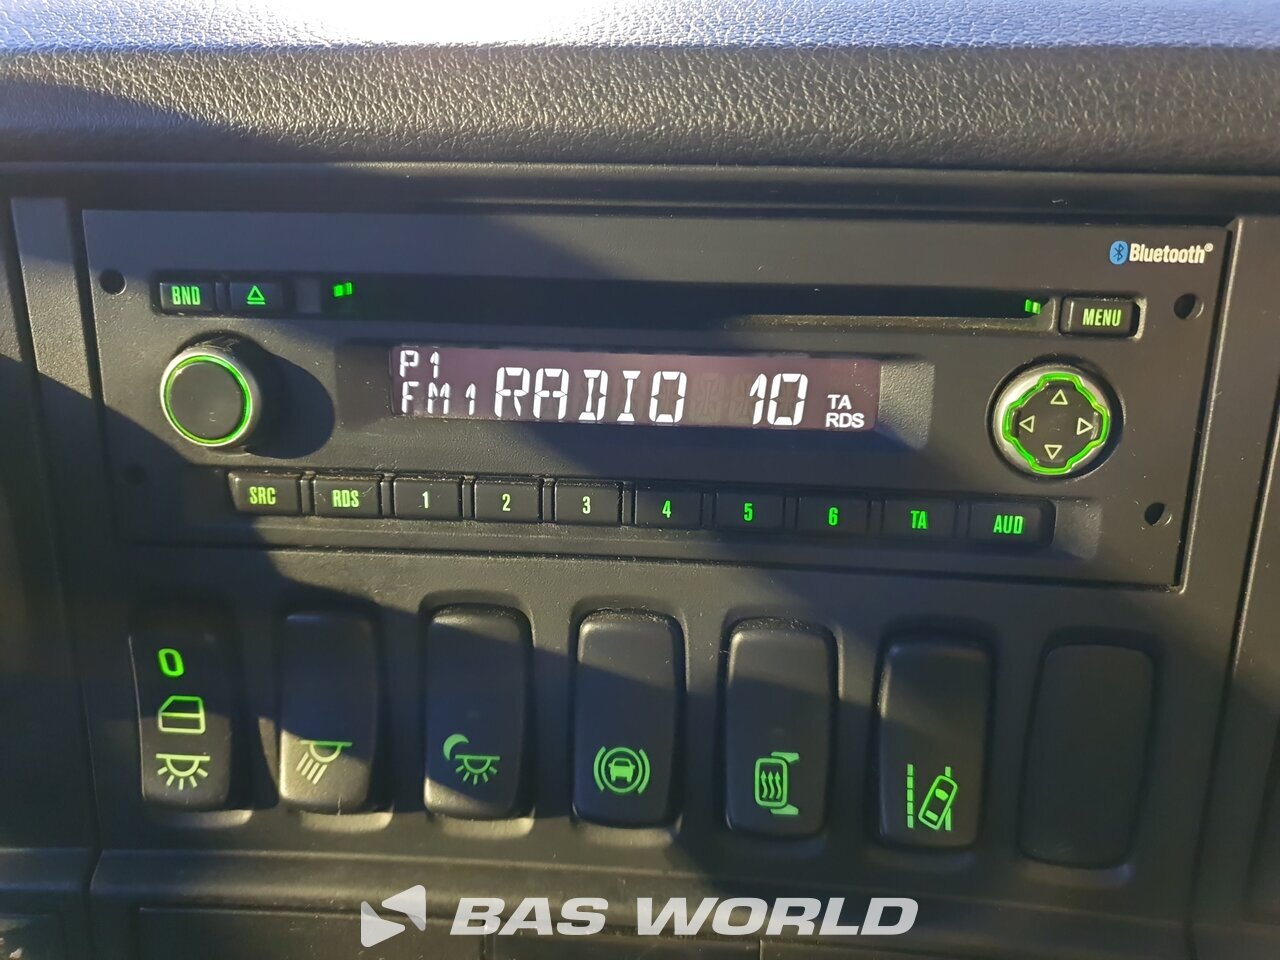 Bluetooth®
BND
MENU
P1
FM1 RADIO 10 TA RDS
SRC RDS 1 2 3 4 5 6 TA AUD
0
BAS WORLD